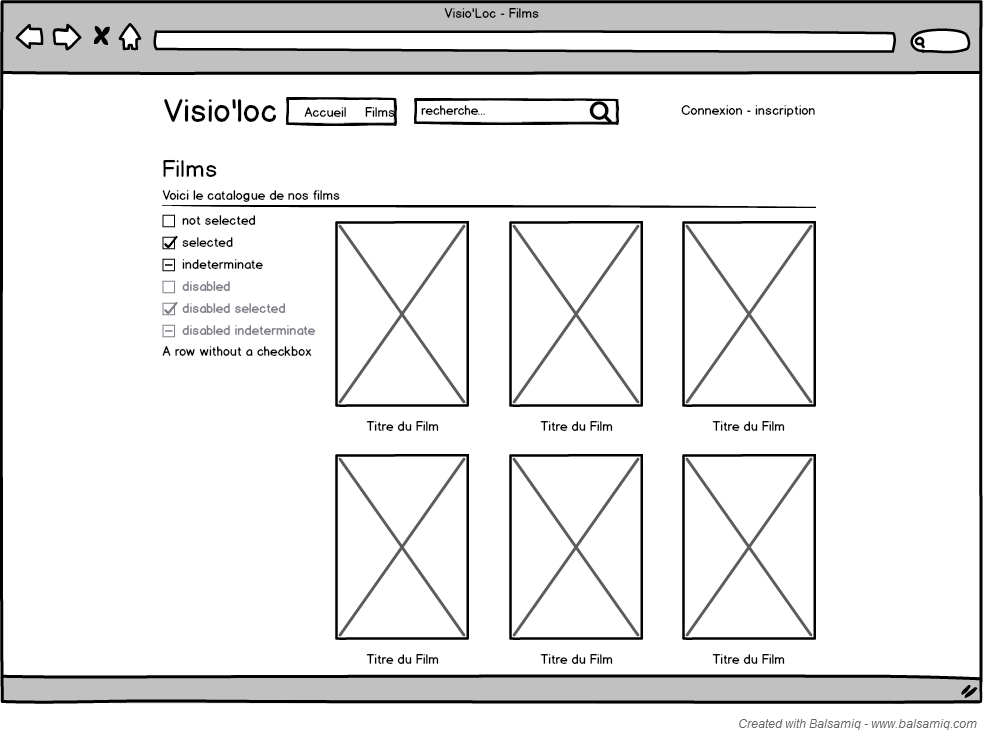 Visio'Loc - Films
Visio'loc
Accueil Films
recherche...
Connexion - inscription
Films
Voici le catalogue de nos films
not selected
selected
indeterminate
disabled
disabled selected
disabled indeterminate
A row without a checkbox
Titre du Film Titre du Film Titre du Film
Titre du Film Titre du Film Titre du Film
Created with Balsamiq - www.balsamiq.com